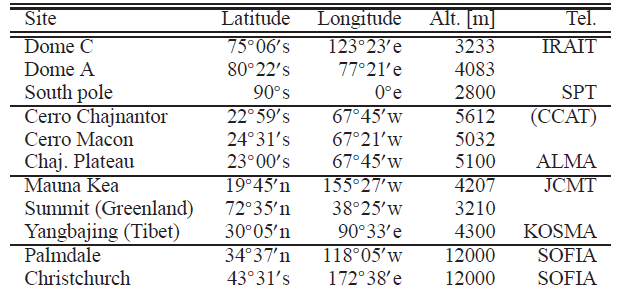 Site Latitude Longitude Alt. [m] Tel.
Dome C 75°06′s 123°23′e 3233 IRAIT
Dome A 80°22′s 77°21′e 4083
South pole 90°s 0°e 2800 SPT
Cerro Chajnantor 22°59′s 67°45′w 5612 (CCAT)
Cerro Macon 24°31′s 67°21′w 5032
Chaj. Plateau 23°00′s 67°45′w 5100 ALMA
Mauna Kea 19°45′n 155°27′w 4207 JCMT
Summit (Greenland) 72°35′n 38°25′w 3210
Yangbajing (Tibet) 30°05′n 90°33′e 4300 KOSMA
Palmdale 34°37′n 118°05′w 12000 SOFIA
Christchurch 43°31′s 172°38′e 12000 SOFIA